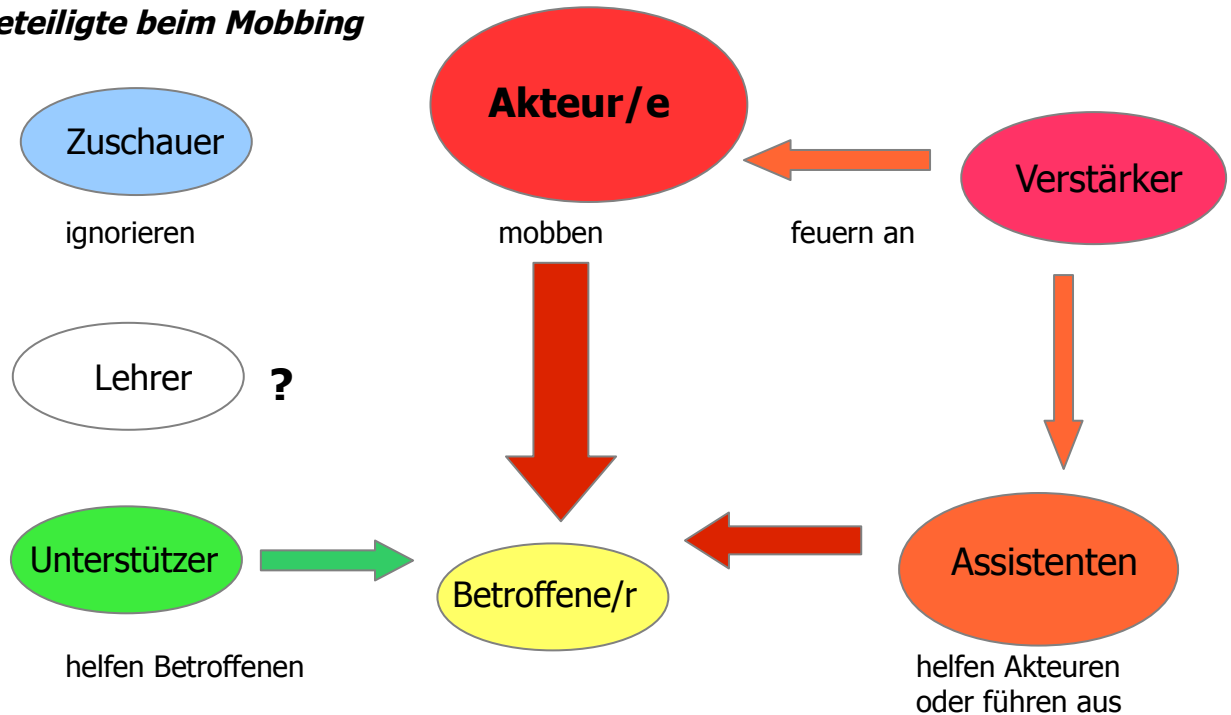 eteiligte beim Mobbing
Akteur/e
Zuschauer
Verstärker
ignorieren
mobben
feuern an
Lehrer
?
Unterstützer
Betroffene/r
Assistenten
helfen Betroffenen
helfen Akteuren
oder führen aus